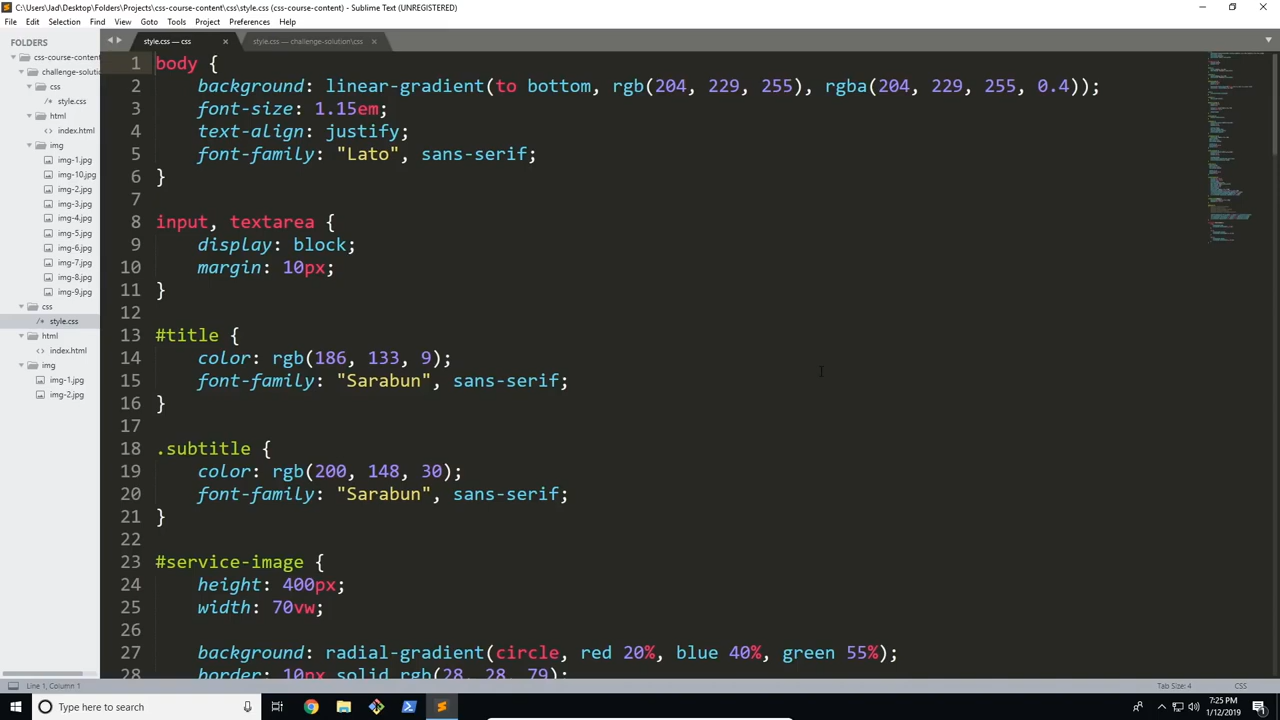 C:\Users\Jad\Desktop\Folders\Projects\css-course-content\css\style.css (css-course-content) - Sublime Text (UNREGISTERED)
File Edit Selection Find View Goto Tools Project Preferences Help
FOLDERS
css-course-content
challenge-solutio
css
style.css
html
index.html
img
img-1.jpg
img-10.jpg
img-2.jpg
img-3.jpg
img-4.jpg
img-5.jpg
img-6.jpg
img-7.jpg
img-8.jpg
img-9.jpg
css
style.css
html
index.html
img
img-1.jpg
img-2.jpg
style.css — css × style.css — challenge-solution\css ×
1 body {
2 background: linear-gradient(to bottom, rgb(204, 229, 255), rgba(204, 229, 255, 0.4));
3 font-size: 1.15em;
4 text-align: justify;
5 font-family: "Lato", sans-serif;
6 }
7
8 input, textarea {
9 display: block;
10 margin: 10px;
11 }
12
13 #title {
14 color: rgb(186, 133, 9);
15 font-family: "Sarabun", sans-serif;
16 }
17
18 .subtitle {
19 color: rgb(200, 148, 30);
20 font-family: "Sarabun", sans-serif;
21 }
22
23 #service-image {
24 height: 400px;
25 width: 70vw;
26
27 background: radial-gradient(circle, red 20%, blue 40%, green 55%);
28 border: 10px solid rgb(28, 28, 79);
Line 1, Column 1 Tab Size: 4 CSS
Type here to search
7:25 PM
1/12/2019